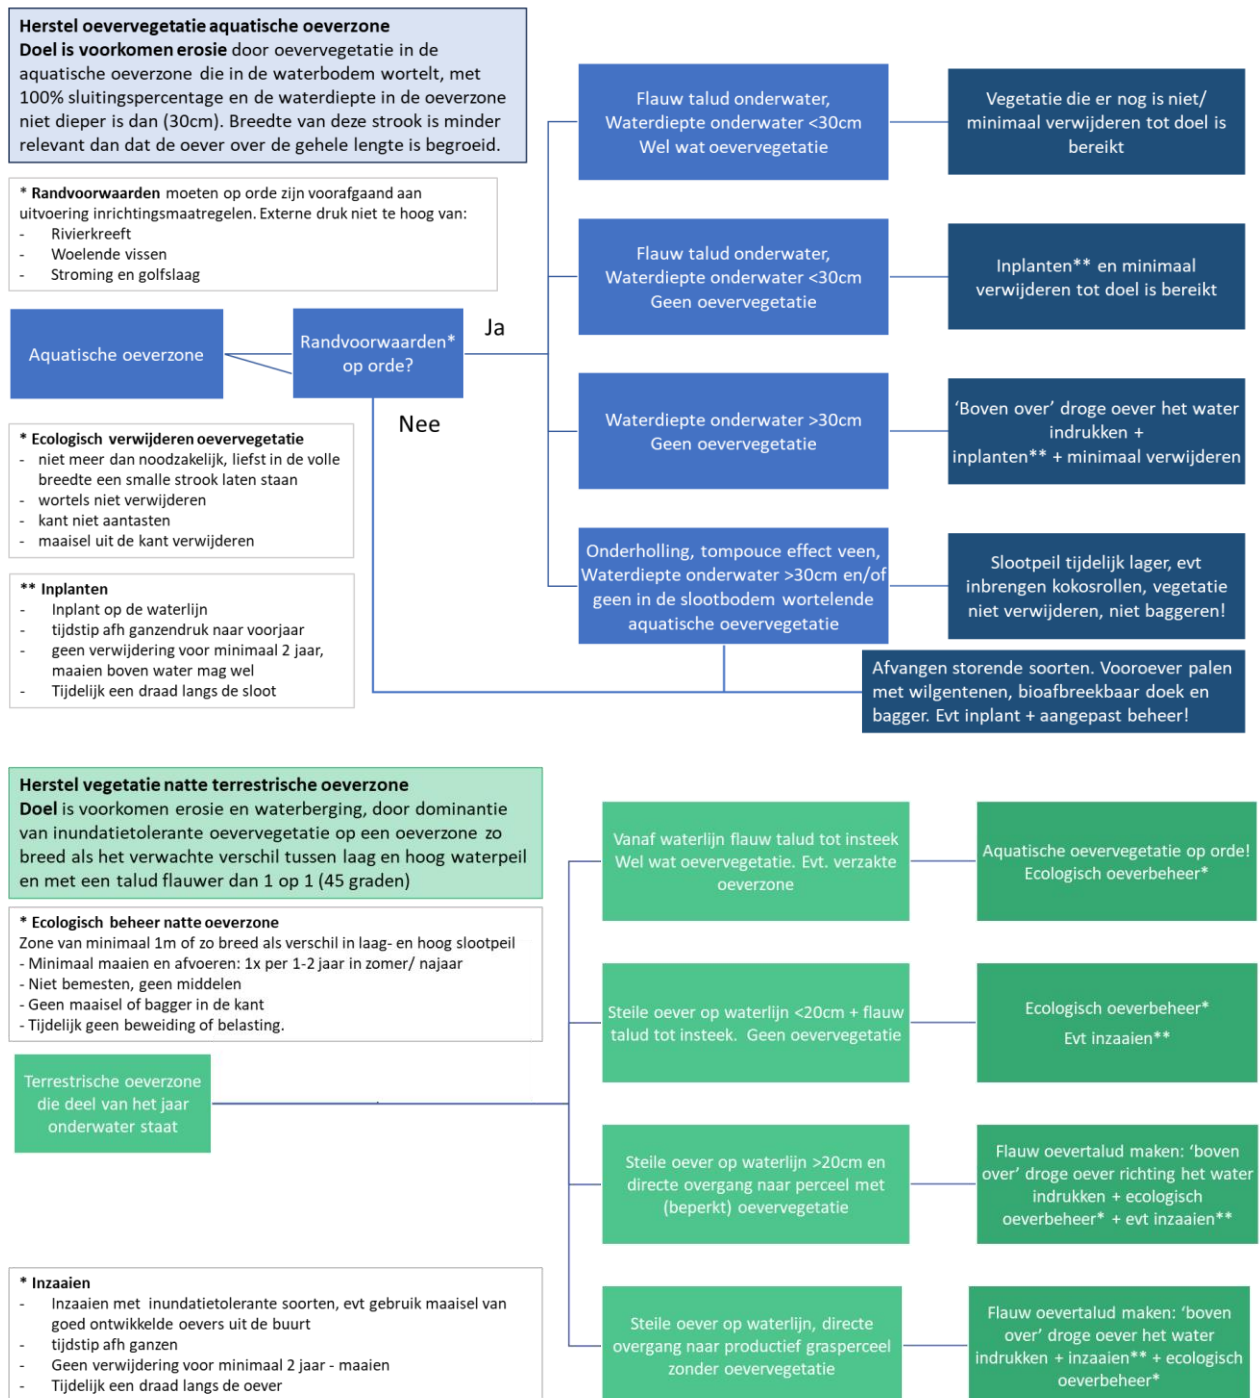 Herstel oevervegetatie aquatische oeverzone
Doel is voorkomen erosie door oevervegetatie in de
aquatische oeverzone die in de waterbodem wortelt, met
100% sluitingspercentage en de waterdiepte in de oeverzone
niet dieper is dan (30cm). Breedte van deze strook is minder
relevant dan dat de oever over de gehele lengte is begroeid.
* Randvoorwaarden moeten op orde zijn voorafgaand aan
uitvoering inrichtingsmaatregelen. Externe druk niet te hoog van:
- Rivierkreeft
- Woelende vissen
- Stroming en golfslaag
Aquatische oeverzone
Randvoorwaarden*
op orde?
Ja
Nee
* Ecologisch verwijderen oevervegetatie
- niet meer dan noodzakelijk, liefst in de volle
breedte een smalle strook laten staan
- wortels niet verwijderen
- kant niet aantasten
- maaisel uit de kant verwijderen
** Inplanten
- Inplant op de waterlijn
- tijdstip afh ganzendruk naar voorjaar
- geen verwijdering voor minimaal 2 jaar,
maaien boven water mag wel
- Tijdelijk een draad langs de sloot
Flauw talud onderwater,
Waterdiepte onderwater <30cm
Wel wat oevervegetatie
Vegetatie die er nog is niet/
minimaal verwijderen tot doel is
bereikt
Flauw talud onderwater,
Waterdiepte onderwater <30cm
Geen oevervegetatie
Inplanten** en minimaal
verwijderen tot doel is bereikt
Waterdiepte onderwater >30cm
Geen oevervegetatie
‘Boven over’ droge oever het water
indrukken +
inplanten** + minimaal verwijderen
Onderholling, tompouce effect veen,
Waterdiepte onderwater >30cm en/of
geen in de slootbodem wortelende
aquatische oevervegetatie
Slootpeil tijdelijk lager, evt
inbrengen kokosrollen, vegetatie
niet verwijderen, niet baggeren!
Afvangen storende soorten. Vooroever palen
met wilgentenen, bioafbreekbaar doek en
bagger. Evt inplant + aangepast beheer!
Herstel vegetatie natte terrestrische oeverzone
Doel is voorkomen erosie en waterberging, door dominantie
van inundatietolerante oevervegetatie op een oeverzone zo
breed als het verwachte verschil tussen laag en hoog waterpeil
en met een talud flauwer dan 1 op 1 (45 graden)
* Ecologisch beheer natte oeverzone
Zone van minimaal 1m of zo breed als verschil in laag- en hoog slootpeil
- Minimaal maaien en afvoeren: 1x per 1-2 jaar in zomer/ najaar
- Niet bemesten, geen middelen
- Geen maaisel of bagger in de kant
- Tijdelijk geen beweiding of belasting.
Terrestrische oeverzone
die deel van het jaar
onderwater staat
* Inzaaien
- Inzaaien met inundatietolerante soorten, evt gebruik maaisel van
goed ontwikkelde oevers uit de buurt
- tijdstip afh ganzen
- Geen verwijdering voor minimaal 2 jaar - maaien
- Tijdelijk een draad langs de oever
Vanaf waterlijn flauw talud tot insteek
Wel wat oevervegetatie. Evt. verzakte
oeverzone
Aquatische oevervegetatie op orde!
Ecologisch oeverbeheer*
Steile oever op waterlijn <20cm + flauw
talud tot insteek. Geen oevervegetatie
Ecologisch oeverbeheer*
Evt inzaaien**
Steile oever op waterlijn >20cm en
directe overgang naar perceel met
(beperkt) oevervegetatie
Flauw oevertalud maken: ‘boven
over’ droge oever richting het water
indrukken + ecologisch
oeverbeheer* + evt inzaaien**
Steile oever op waterlijn, directe
overgang naar productief grasperceel
zonder oevervegetatie
Flauw oevertalud maken: ‘boven
over’ droge oever het water
indrukken + inzaaien** + ecologisch
oeverbeheer*